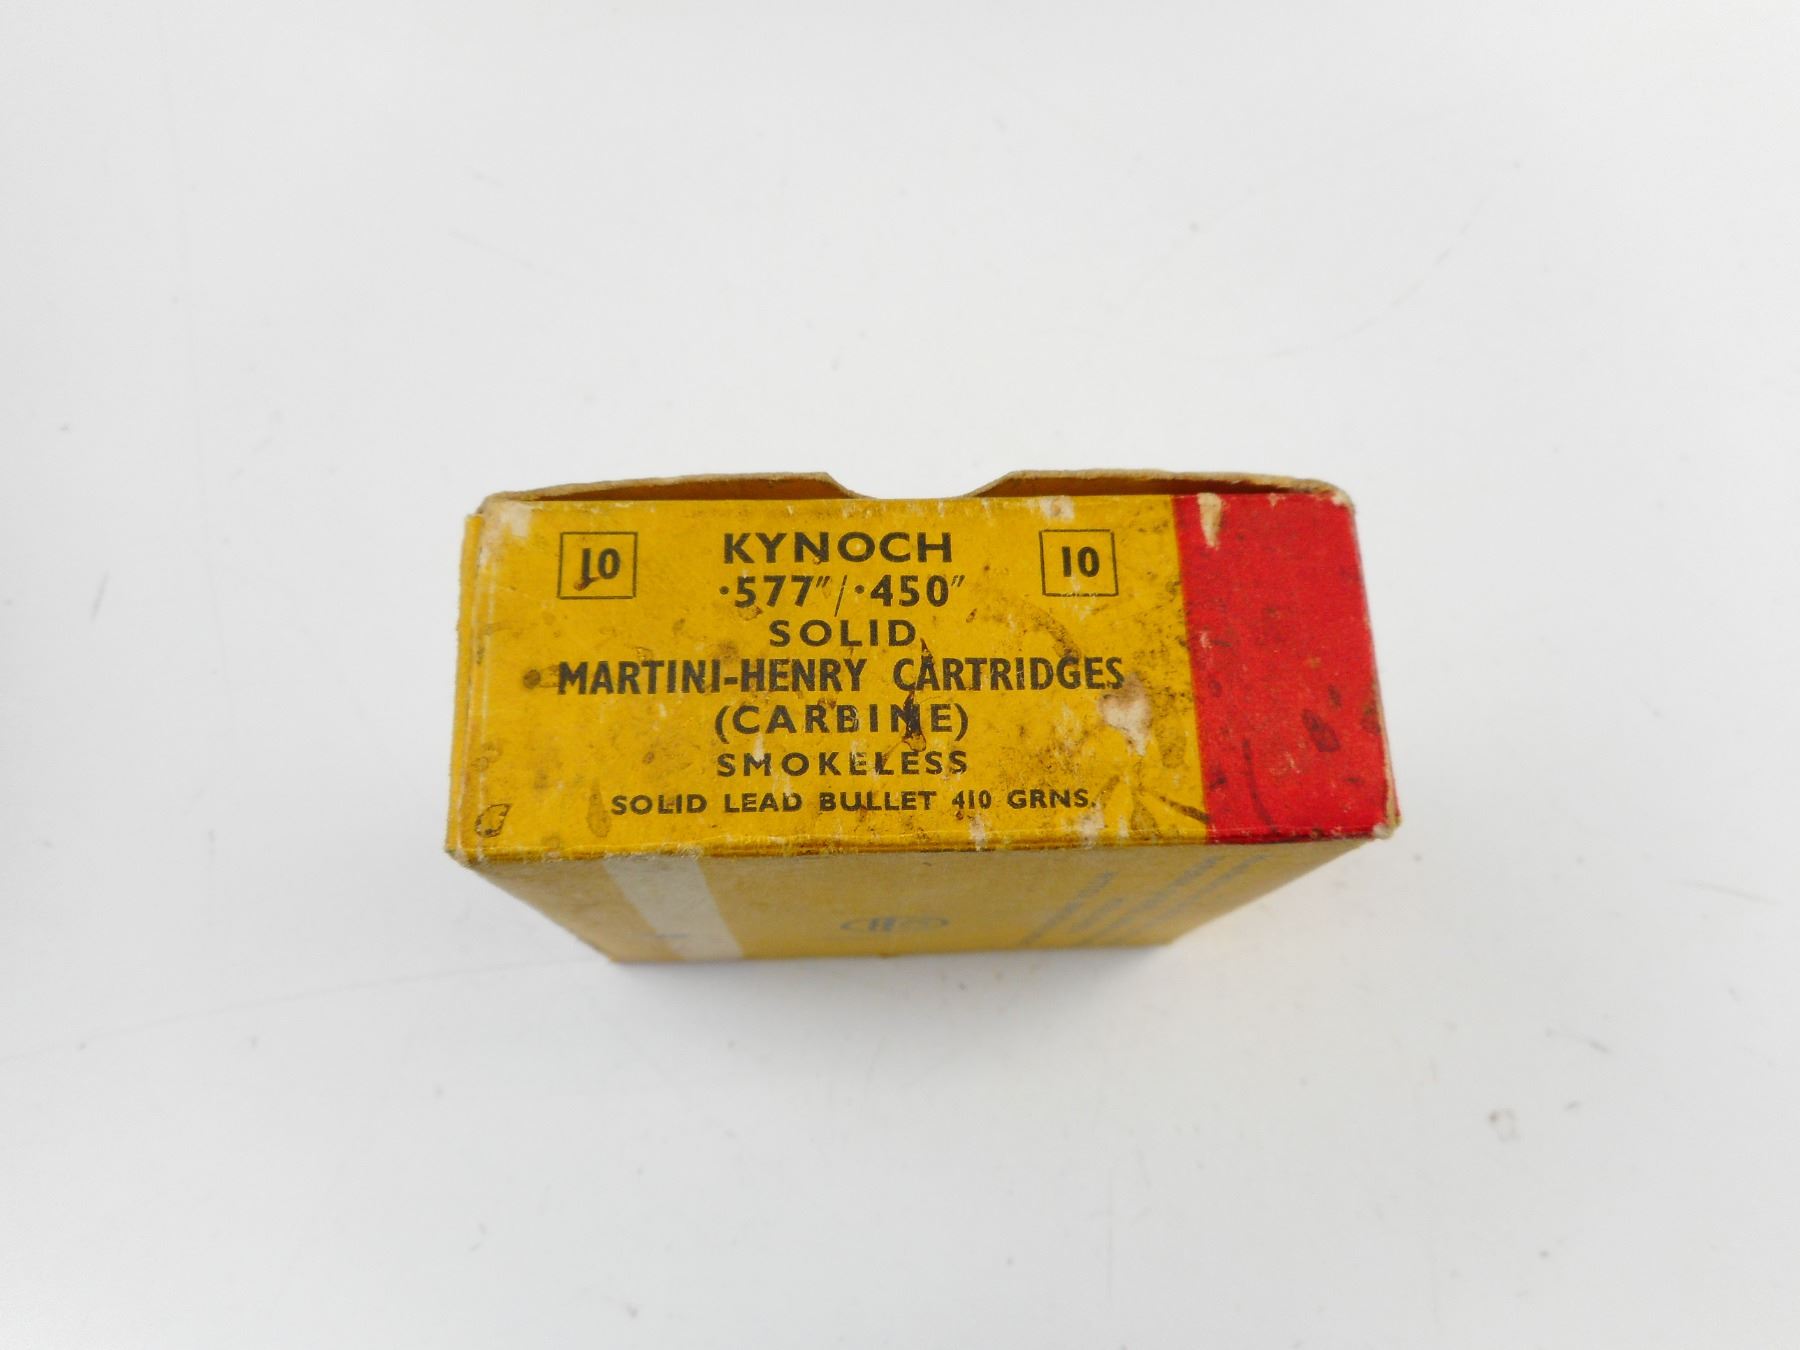 10 KYNOCH 10
·577″/·450″
SOLID
MARTINI-HENRY CARTRIDGES
(CARBINE)
SMOKELESS
SOLID LEAD BULLET 410 GRNS.